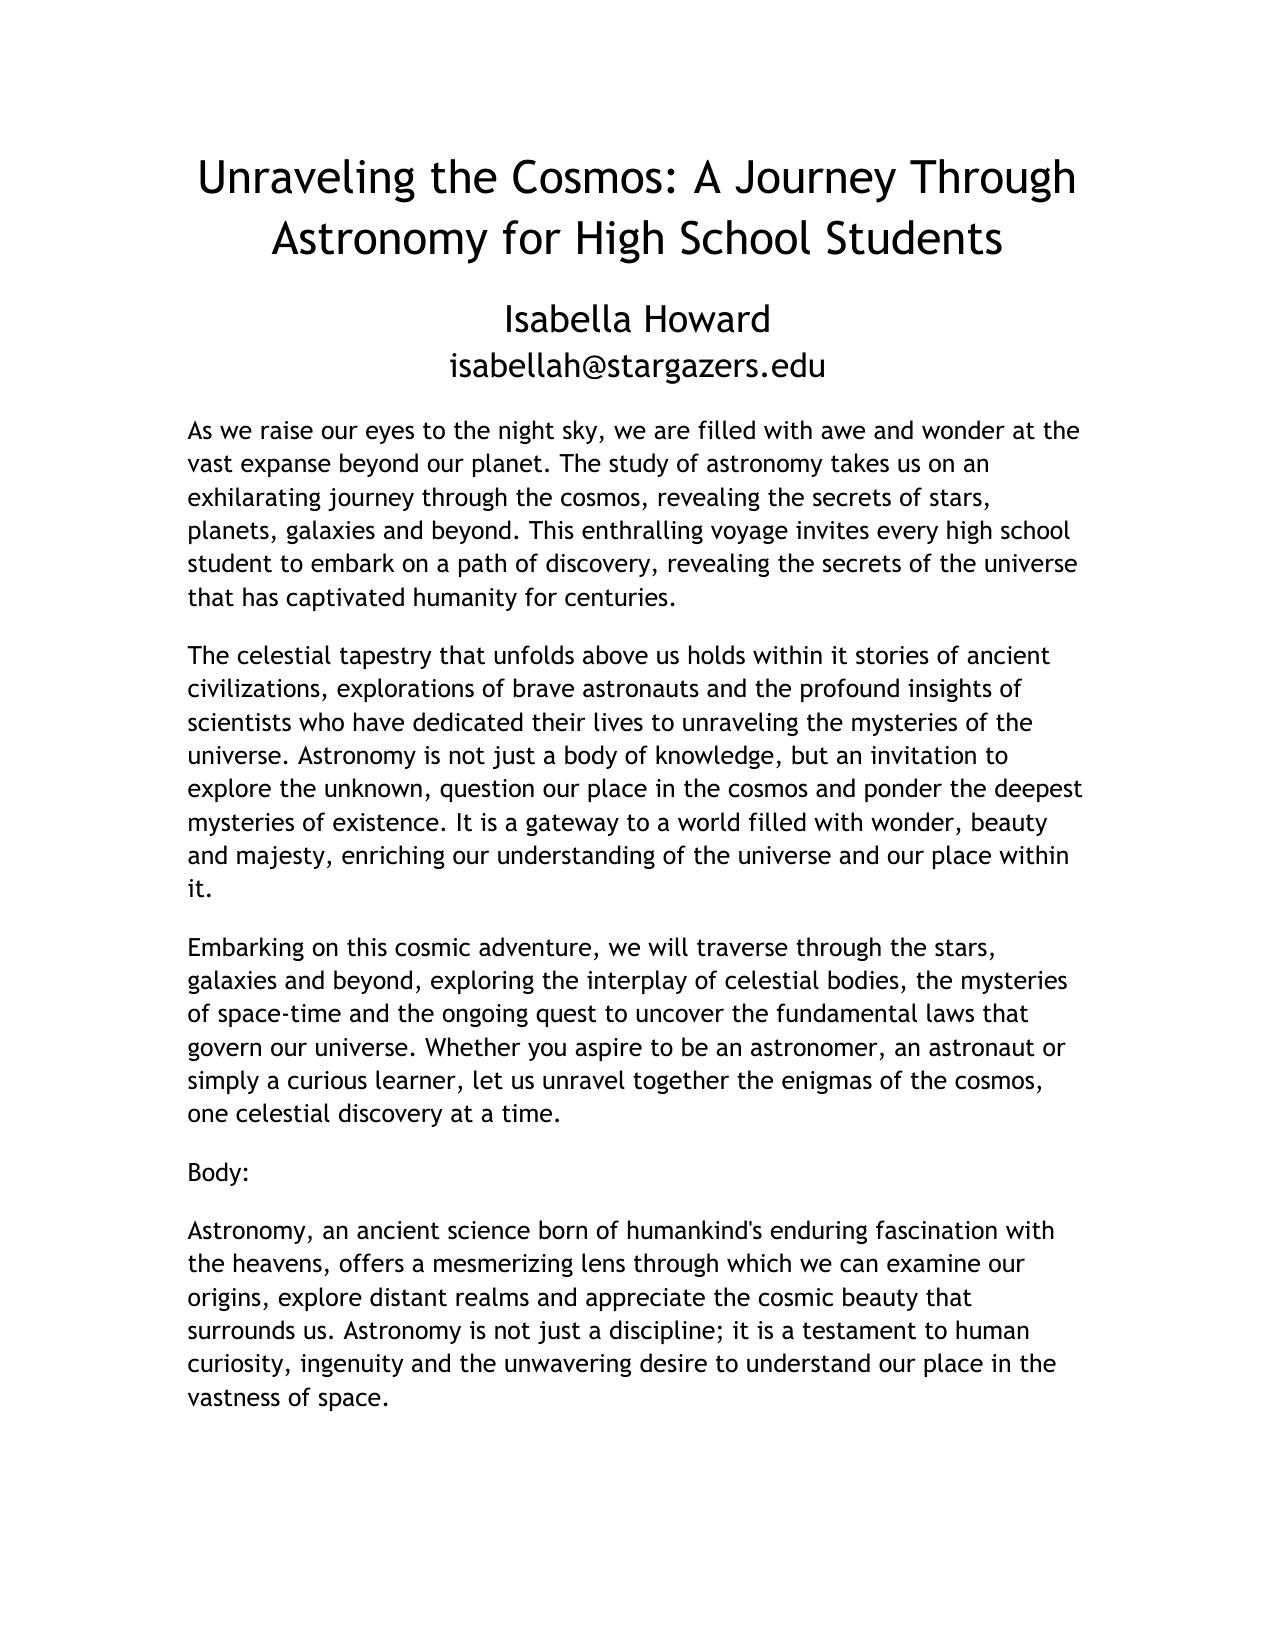 Unraveling the Cosmos: A Journey Through
Astronomy for High School Students
Isabella Howard
isabellah@stargazers.edu
As we raise our eyes to the night sky, we are filled with awe and wonder at the
vast expanse beyond our planet. The study of astronomy takes us on an
exhilarating journey through the cosmos, revealing the secrets of stars,
planets, galaxies and beyond. This enthralling voyage invites every high school
student to embark on a path of discovery, revealing the secrets of the universe
that has captivated humanity for centuries.
The celestial tapestry that unfolds above us holds within it stories of ancient
civilizations, explorations of brave astronauts and the profound insights of
scientists who have dedicated their lives to unraveling the mysteries of the
universe. Astronomy is not just a body of knowledge, but an invitation to
explore the unknown, question our place in the cosmos and ponder the deepest
mysteries of existence. It is a gateway to a world filled with wonder, beauty
and majesty, enriching our understanding of the universe and our place within
it.
Embarking on this cosmic adventure, we will traverse through the stars,
galaxies and beyond, exploring the interplay of celestial bodies, the mysteries
of space-time and the ongoing quest to uncover the fundamental laws that
govern our universe. Whether you aspire to be an astronomer, an astronaut or
simply a curious learner, let us unravel together the enigmas of the cosmos,
one celestial discovery at a time.
Body:
Astronomy, an ancient science born of humankind's enduring fascination with
the heavens, offers a mesmerizing lens through which we can examine our
origins, explore distant realms and appreciate the cosmic beauty that
surrounds us. Astronomy is not just a discipline; it is a testament to human
curiosity, ingenuity and the unwavering desire to understand our place in the
vastness of space.